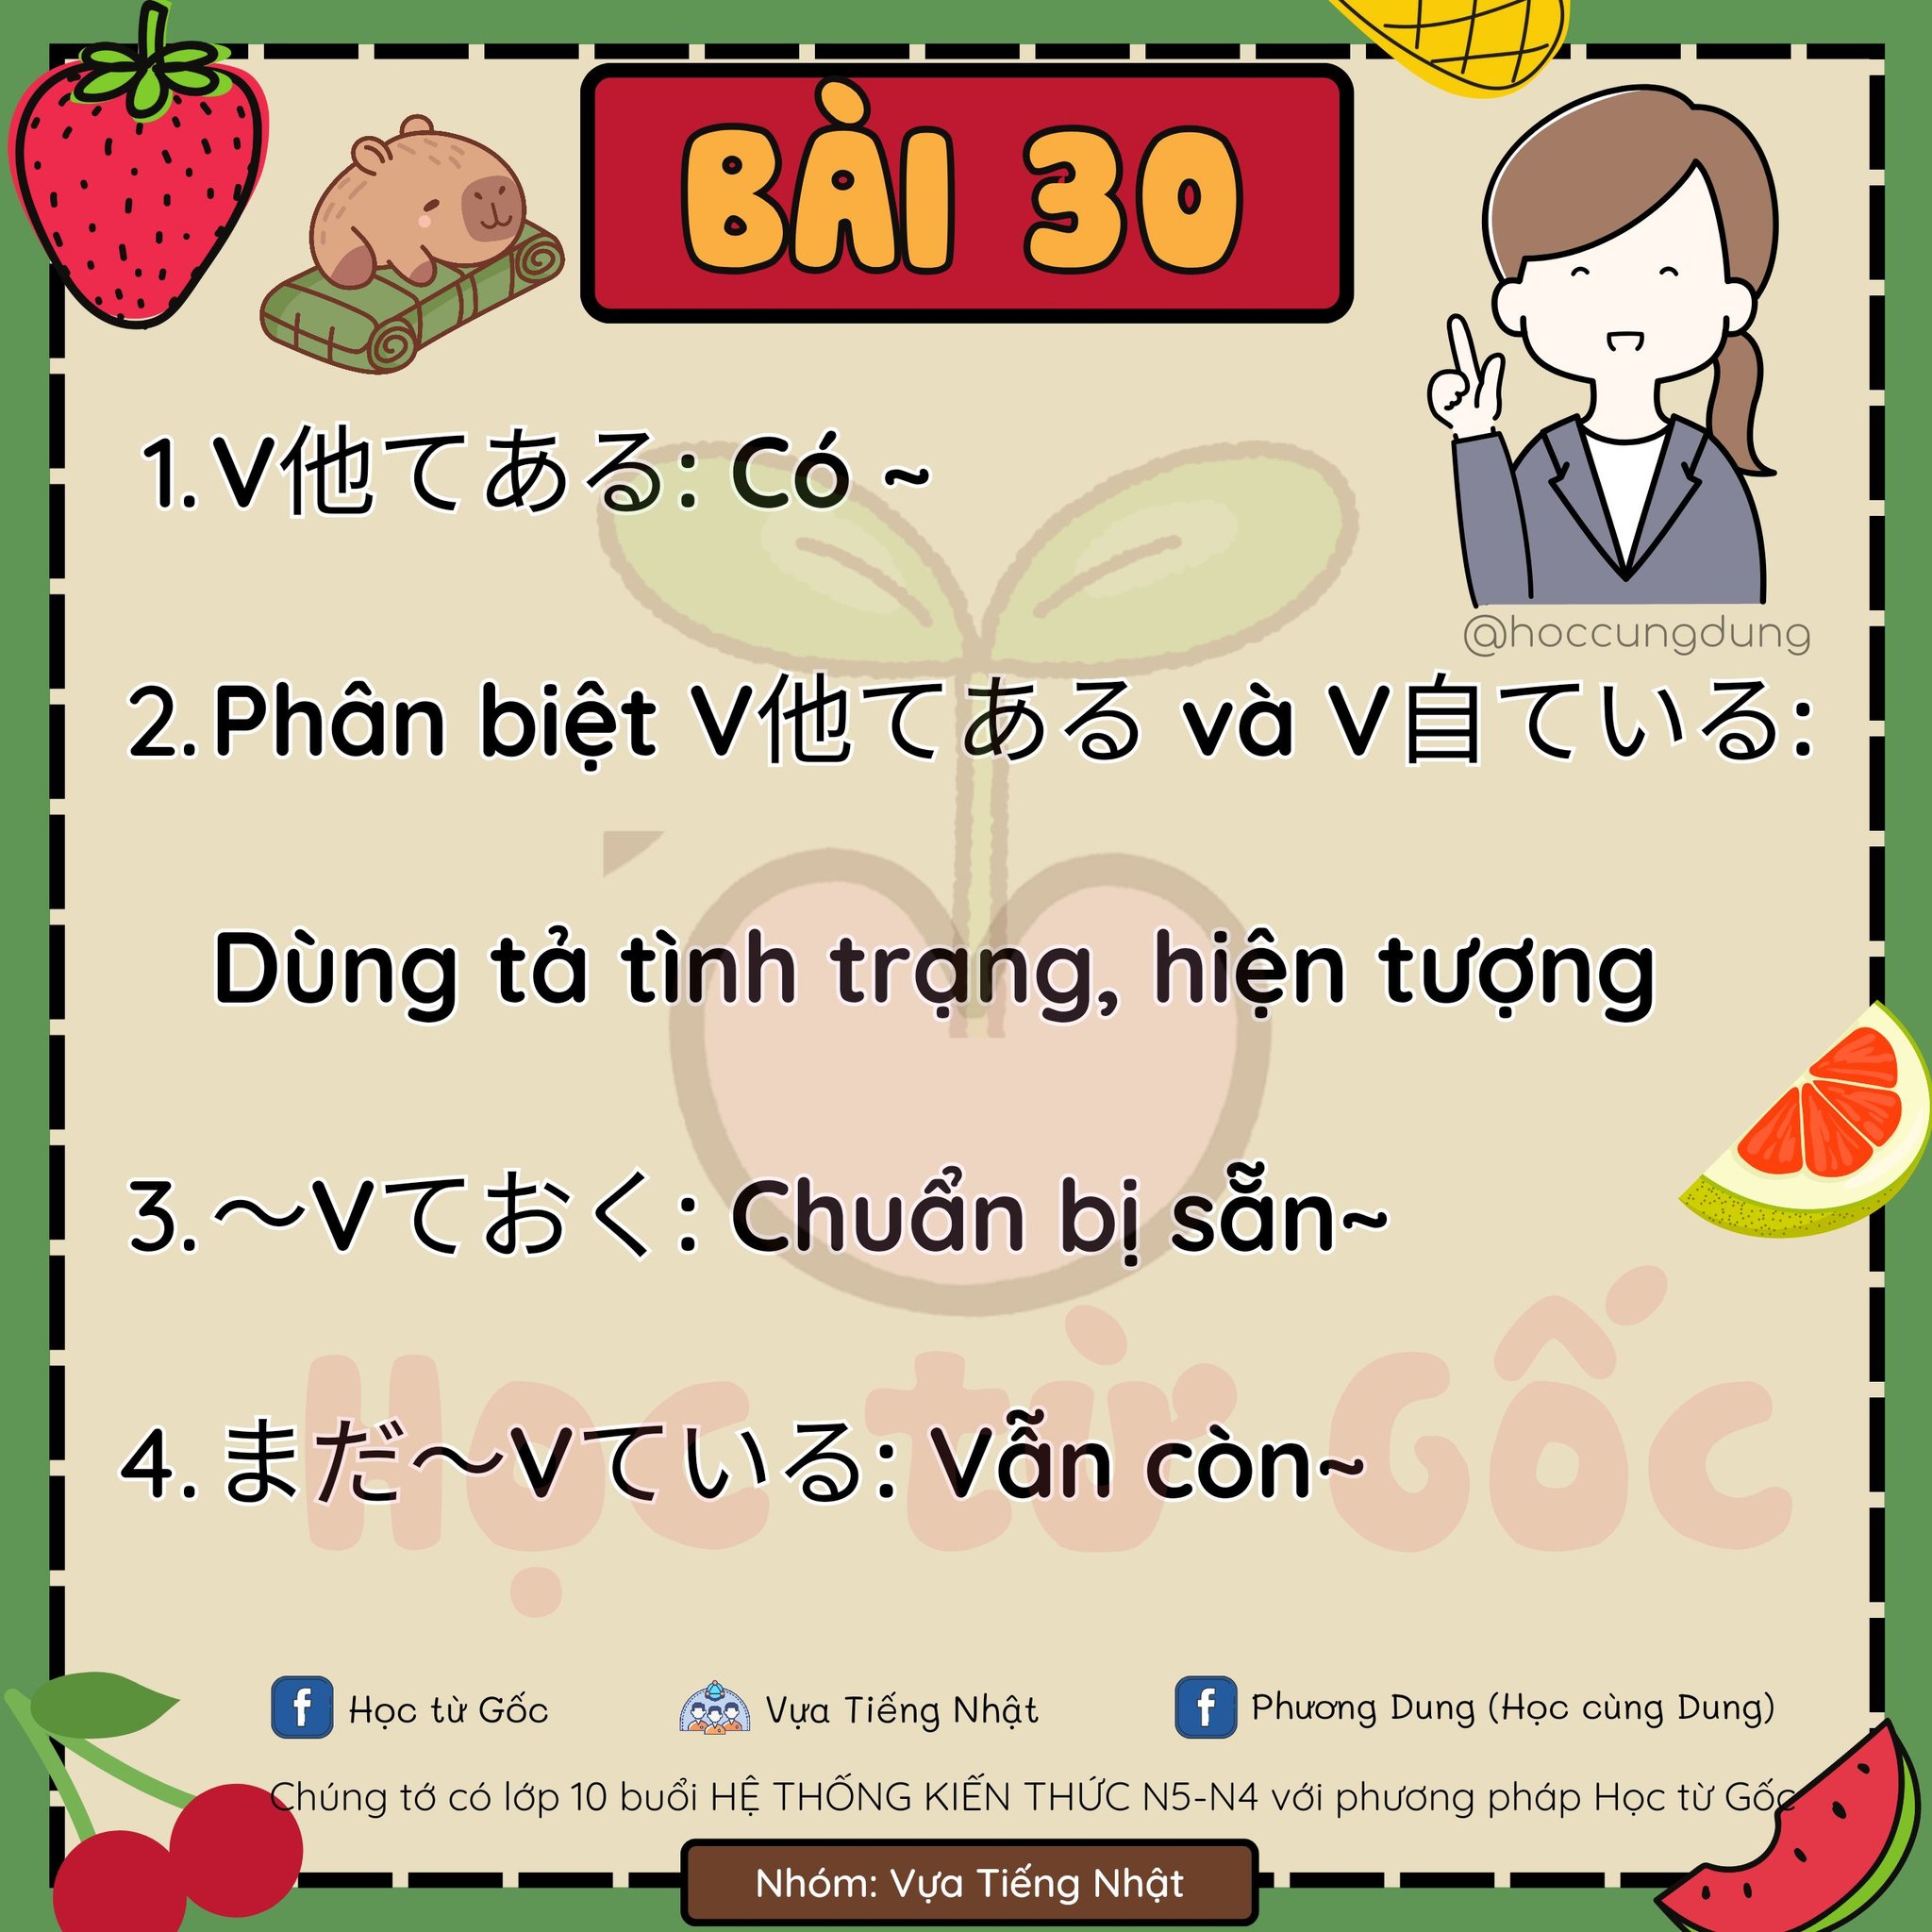 BÀI 30
1. V他てある: Có ~
@hoccungdung
2. Phân biệt V他てある và V自ている:
Dùng tả tình trạng, hiện tượng
3. ～Vておく: Chuẩn bị sẵn~
4. まだ～Vている: Vẫn còn~
Học từ Gốc
Học từ Gốc
Vựa Tiếng Nhật
Phương Dung (Học cùng Dung)
Chúng tớ có lớp 10 buổi HỆ THỐNG KIẾN THỨC N5-N4 với phương pháp Học từ Gốc
Nhóm: Vựa Tiếng Nhật